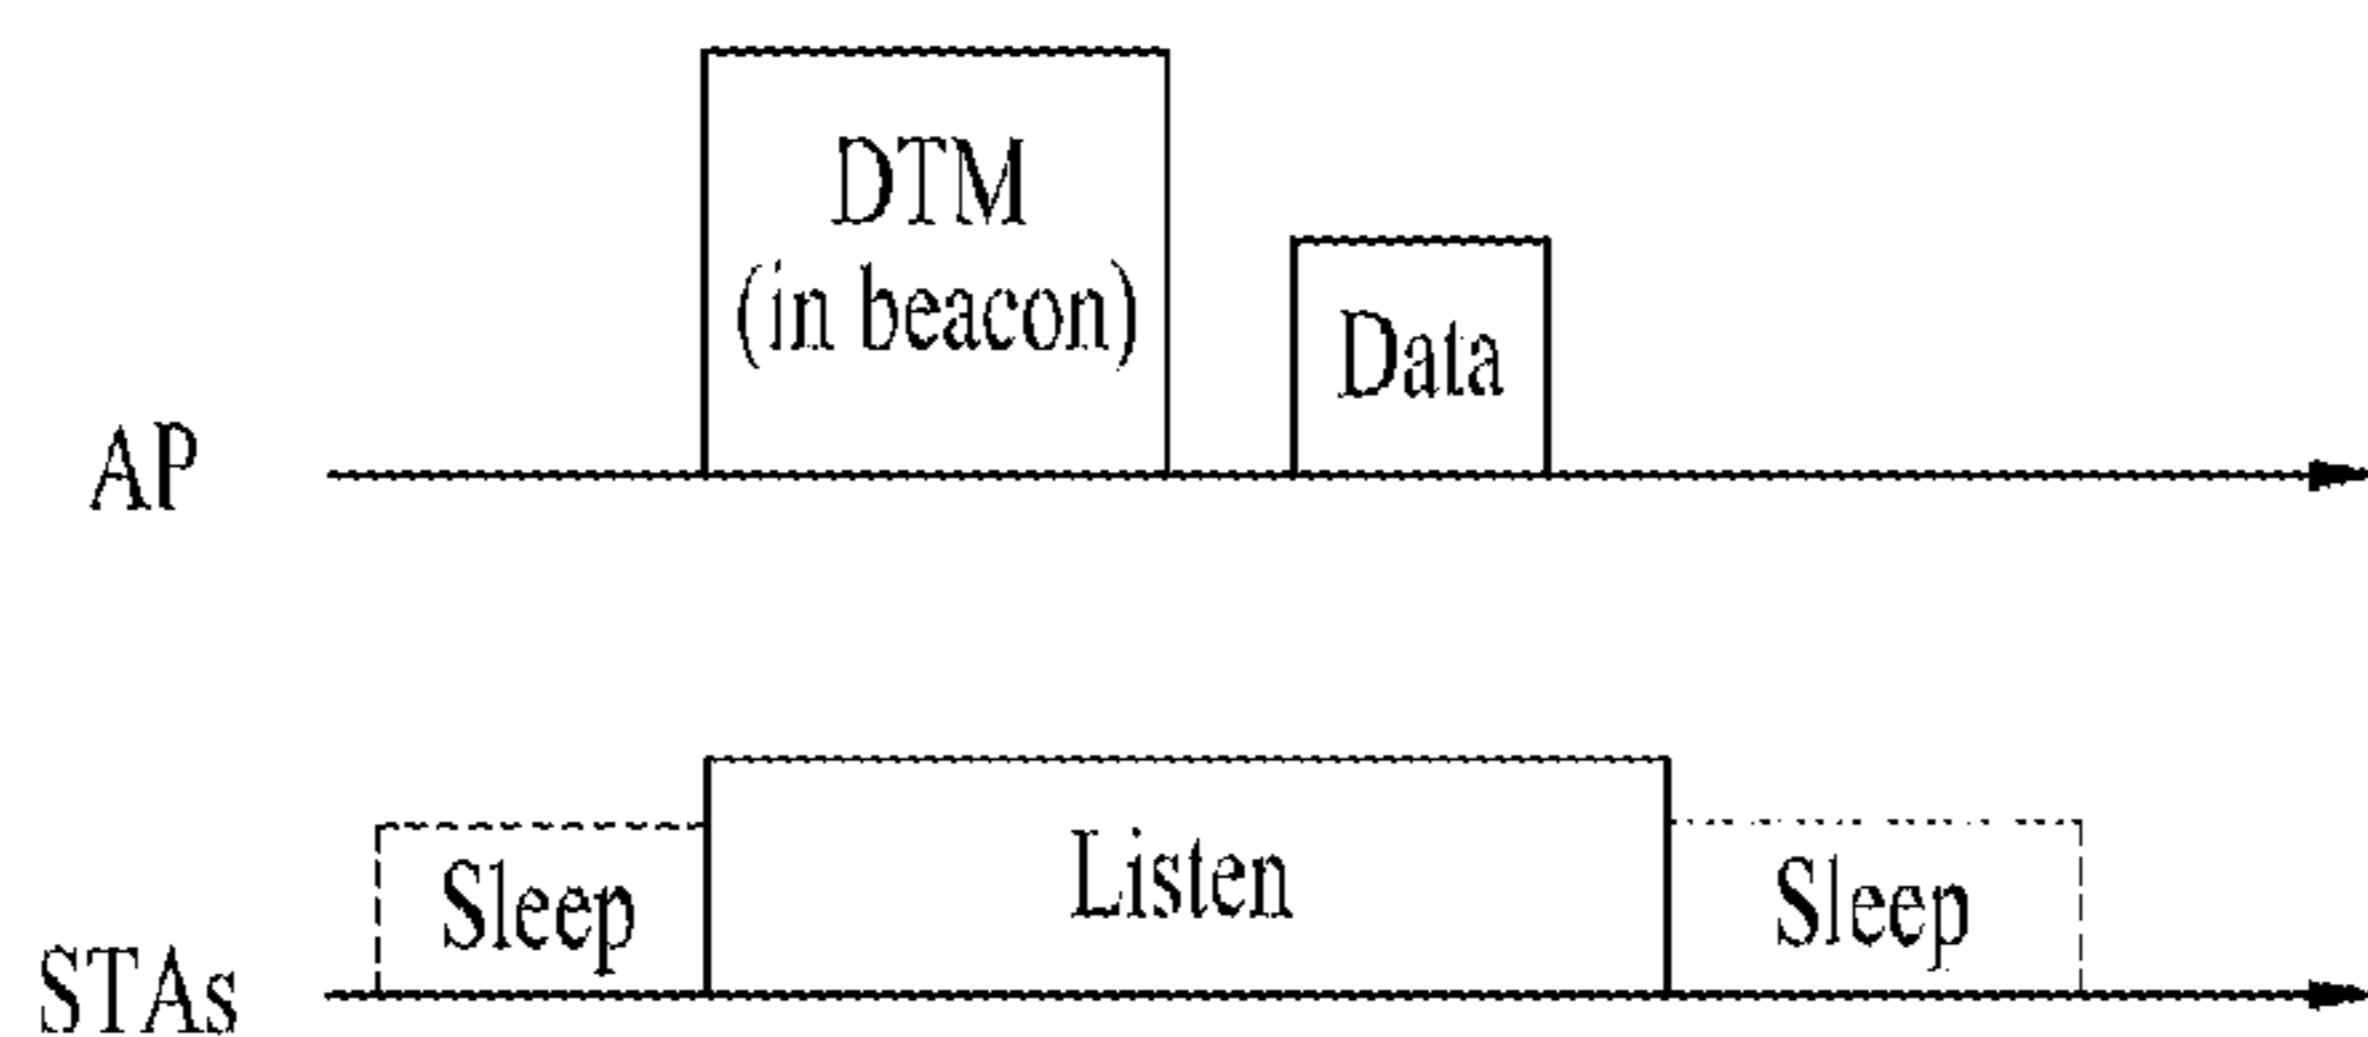 DTM
(in beacon)
Data
AP
Listen
Sleep
Sleep
STAs